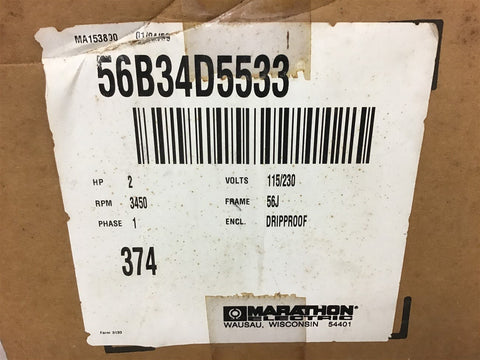 MA153800
56B34D5533
HP 2 VOLTS 115/230
RPM 3450 FRAME 56J
PHASE 1 ENCL. DRIPPROOF
374
MARATHON
ELECTRIC
WAUSAU, WISCONSIN 54401